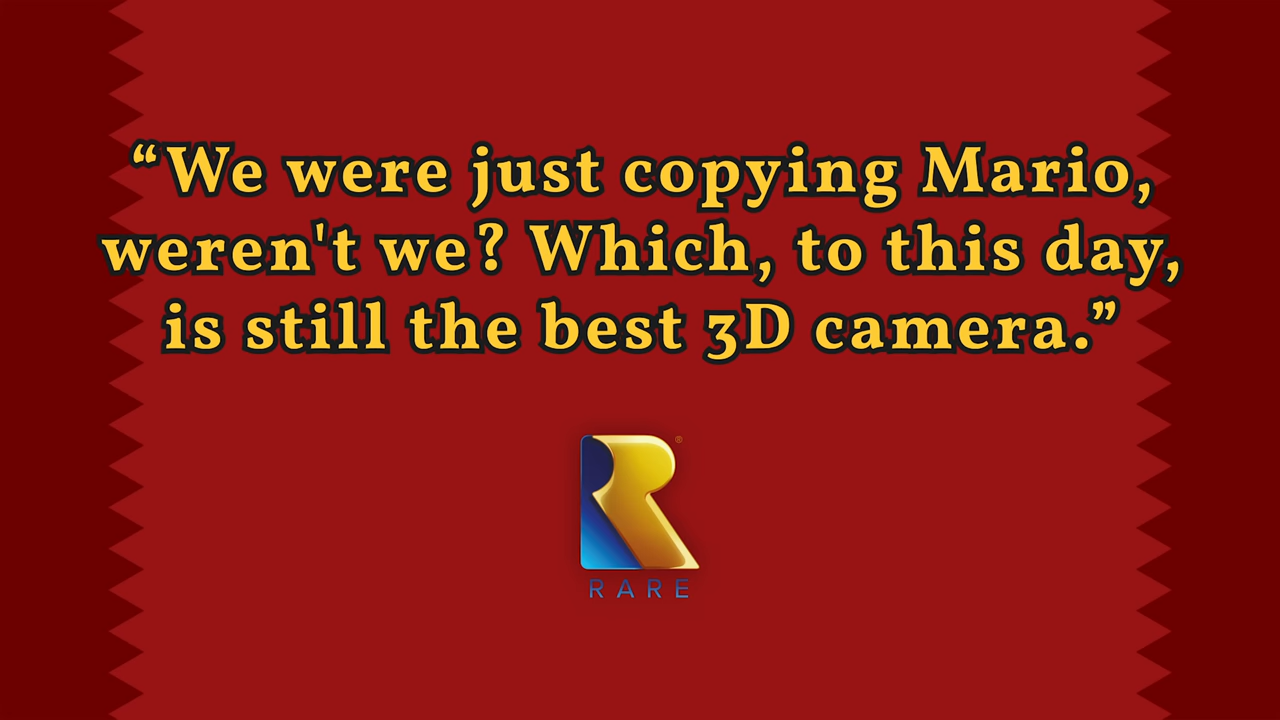 “We were just copying Mario,
weren't we? Which, to this day,
is still the best 3D camera.”
®
RARE